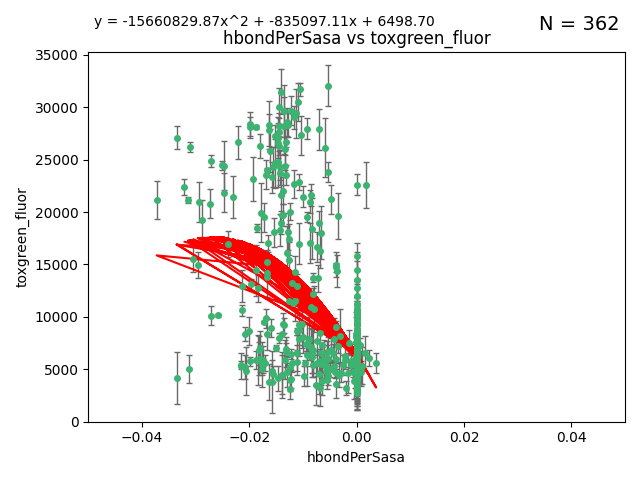 y = -15660829.87x^2 + -835097.11x + 6498.70
N = 362
hbondPerSasa vs toxgreen_fluor
35000
30000
25000
20000
15000
10000
5000
0
toxgreen_fluor
−0.04 −0.02 0.00 0.02 0.04
hbondPerSasa